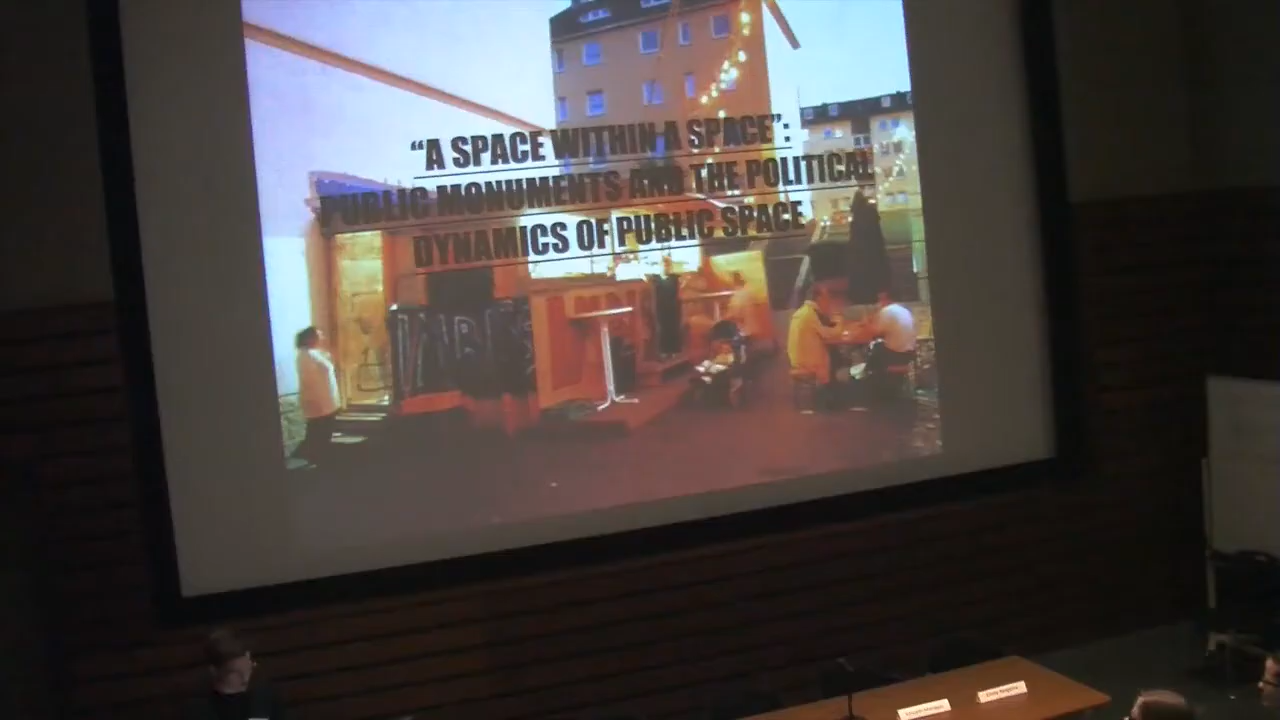 “A SPACE WITHIN A SPACE”:
PUBLIC MONUMENTS AND THE POLITICAL
DYNAMICS OF PUBLIC SPACE